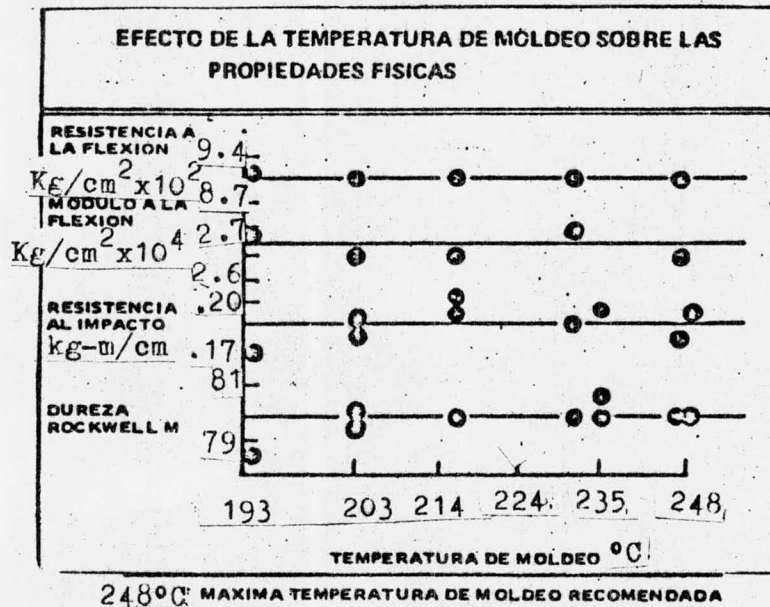 EFECTO DE LA TEMPERATURA DE MOLDEO SOBRE LAS
PROPIEDADES FISICAS
RESISTENCIA A
LA FLEXION
9.4
Kg/cm²x10²
8.7
MODULO A LA
FLEXION
2.7
Kg/cm²x10⁴
2.6
.20
RESISTENCIA
AL IMPACTO
kg-m/cm
.17
81
DUREZA
ROCKWELL M
79
193 203 214 224 235 248
TEMPERATURA DE MOLDEO °C
248°C MAXIMA TEMPERATURA DE MOLDEO RECOMENDADA